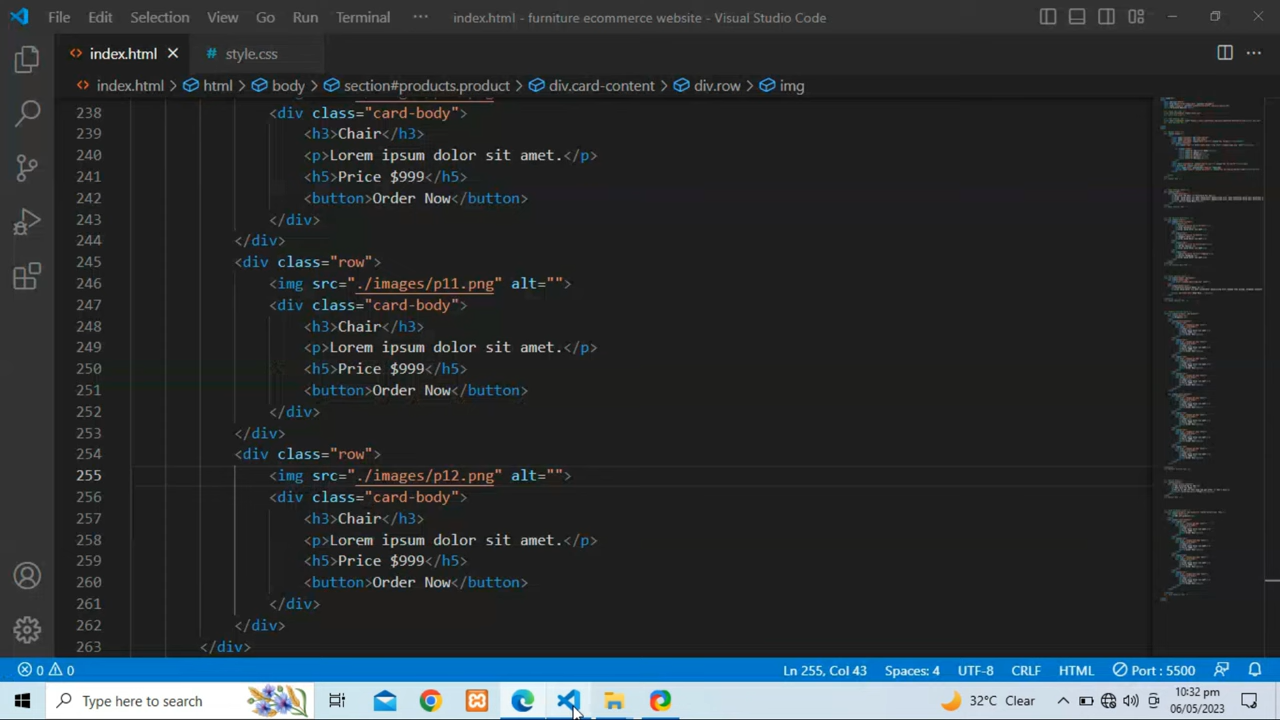 File Edit Selection View Go Run Terminal ··· index.html - furniture ecommerce website - Visual Studio Code
index.html # style.css
index.html > html > body > section#products.product > div.card-content > div.row > img
238 <div class="card-body">
239 <h3>Chair</h3>
240 <p>Lorem ipsum dolor sit amet.</p>
241 <h5>Price $999</h5>
242 <button>Order Now</button>
243 </div>
244 </div>
245 <div class="row">
246 <img src="./images/p11.png" alt="">
247 <div class="card-body">
248 <h3>Chair</h3>
249 <p>Lorem ipsum dolor sit amet.</p>
250 <h5>Price $999</h5>
251 <button>Order Now</button>
252 </div>
253 </div>
254 <div class="row">
255 <img src="./images/p12.png" alt="">
256 <div class="card-body">
257 <h3>Chair</h3>
258 <p>Lorem ipsum dolor sit amet.</p>
259 <h5>Price $999</h5>
260 <button>Order Now</button>
261 </div>
262 </div>
263 </div>
0 0 Ln 255, Col 43 Spaces: 4 UTF-8 CRLF HTML Port : 5500
Type here to search 32°C Clear 10:32 pm
06/05/2023